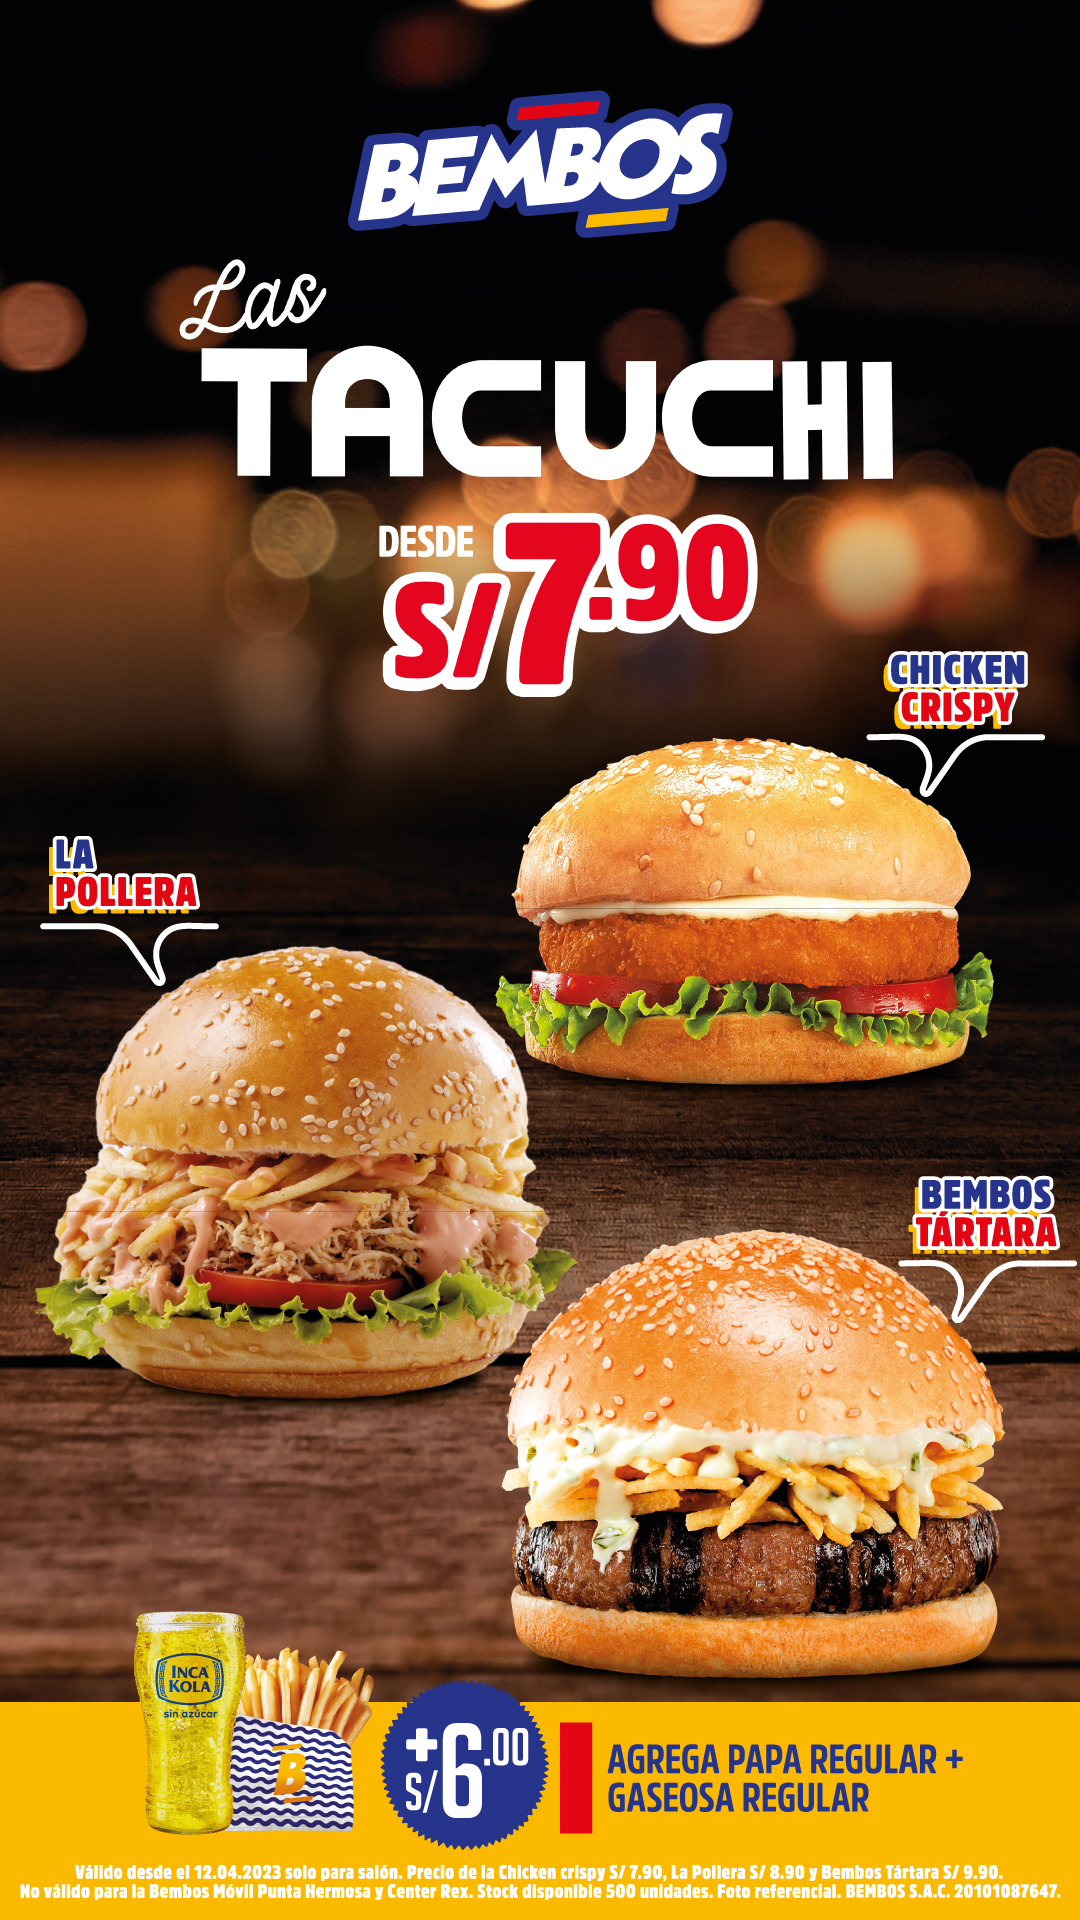 BEMBOS
Las
TACUCHI
DESDE
S/7.90
CHICKEN
CRISPY
LA
POLLERA
BEMBOS
TÁRTARA
INCA
KOLA
sin azúcar
B
+
S/6.00
AGREGA PAPA REGULAR +
GASEOSA REGULAR
Válido desde el 12.04.2023 solo para salón. Precio de la Chicken crispy S/ 7.90, La Pollera S/ 8.90 y Bembos Tártara S/ 9.90.
No válido para la Bembos Móvil Punta Hermosa y Center Rex. Stock disponible 500 unidades. Foto referencial. BEMBOS S.A.C. 20101087647.